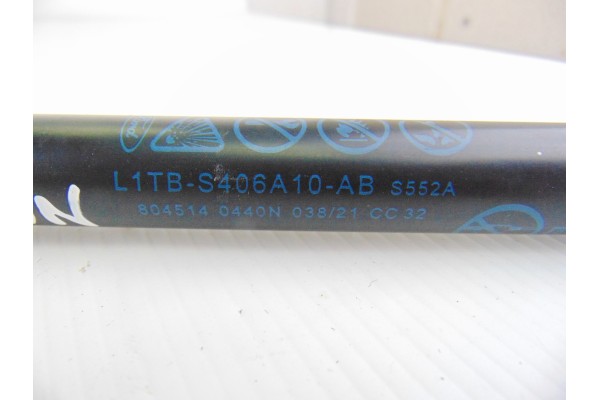 L1TB-S406A10-AB S552A
804514 0440N 038/21 CC 32